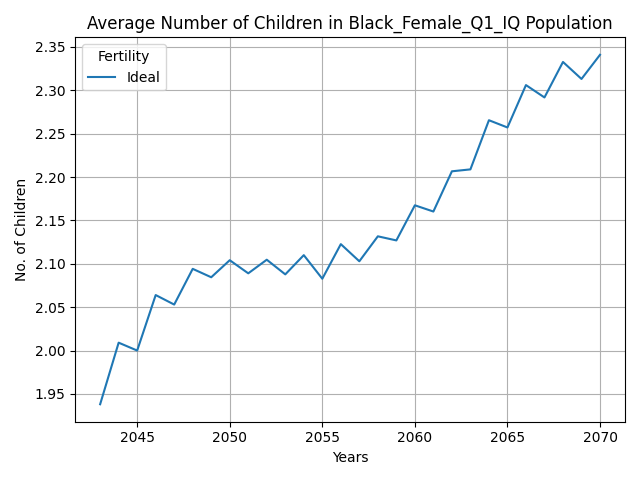 Average Number of Children in Black_Female_Q1_IQ Population
2.35
2.30
2.25
2.20
2.15
2.10
2.05
2.00
1.95
No. of Children
Fertility
Ideal
2045 2050 2055 2060 2065 2070
Years